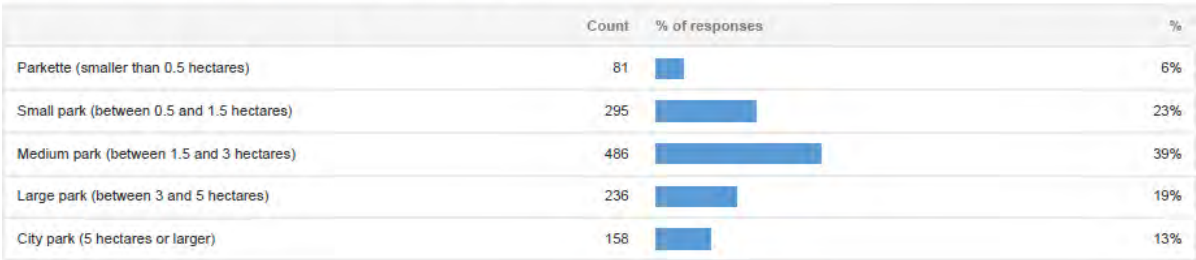 Count % of responses %
Parkette (smaller than 0.5 hectares) 81 6%
Small park (between 0.5 and 1.5 hectares) 295 23%
Medium park (between 1.5 and 3 hectares) 486 39%
Large park (between 3 and 5 hectares) 236 19%
City park (5 hectares or larger) 158 13%